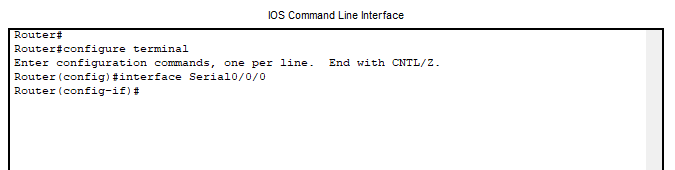 IOS Command Line Interface
Router#
Router#configure terminal
Enter configuration commands, one per line.  End with CNTL/Z.
Router(config)#interface Serial0/0/0
Router(config-if)#